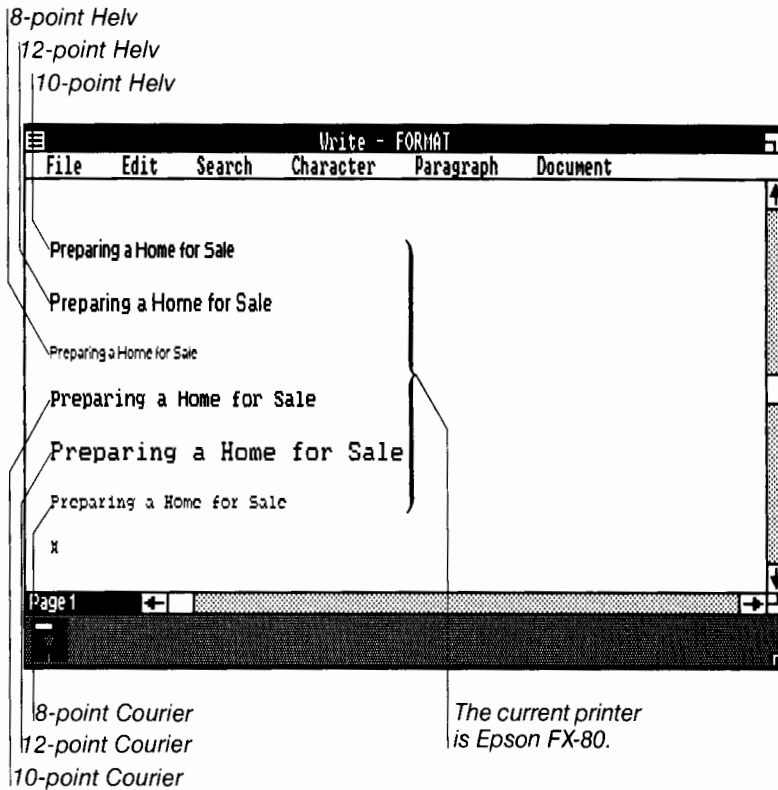 8-point Helv
12-point Helv
10-point Helv
Write - FORMAT
File Edit Search Character Paragraph Document
Preparing a Home for Sale
Preparing a Home for Sale
Preparing a Home for Sale
Preparing a Home for Sale
Preparing a Home for Sale
Preparing a Home for Sale
¤
Page 1
8-point Courier
12-point Courier
10-point Courier
The current printer
is Epson FX-80.